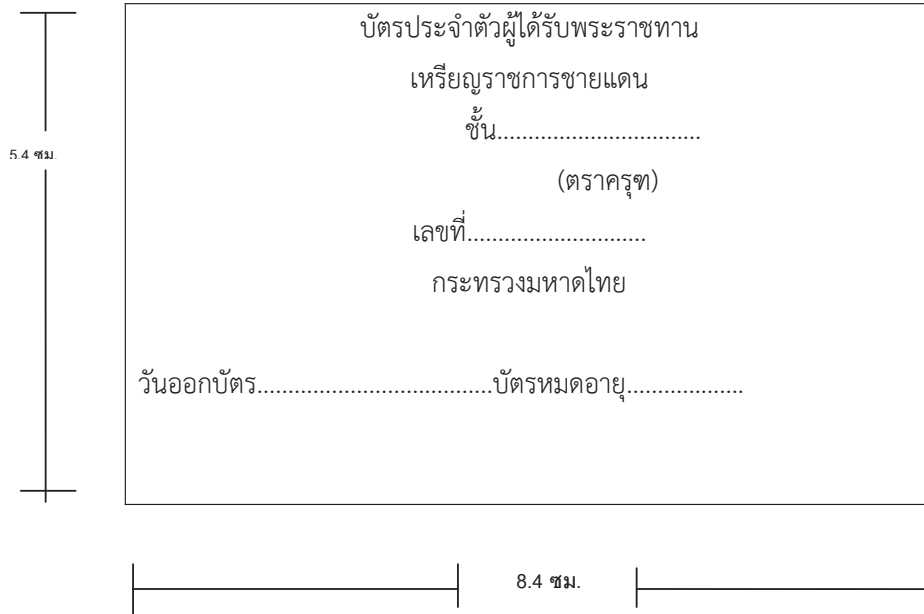 บัตรประจำตัวผู้ได้รับพระราชทาน
เหรียญราชการชายแดน
ชั้น.................................
(ตราครุฑ)
5.4 ซม.
เลขที่.............................
กระทรวงมหาดไทย
วันออกบัตร......................................บัตรหมดอายุ...................
8.4 ซม.